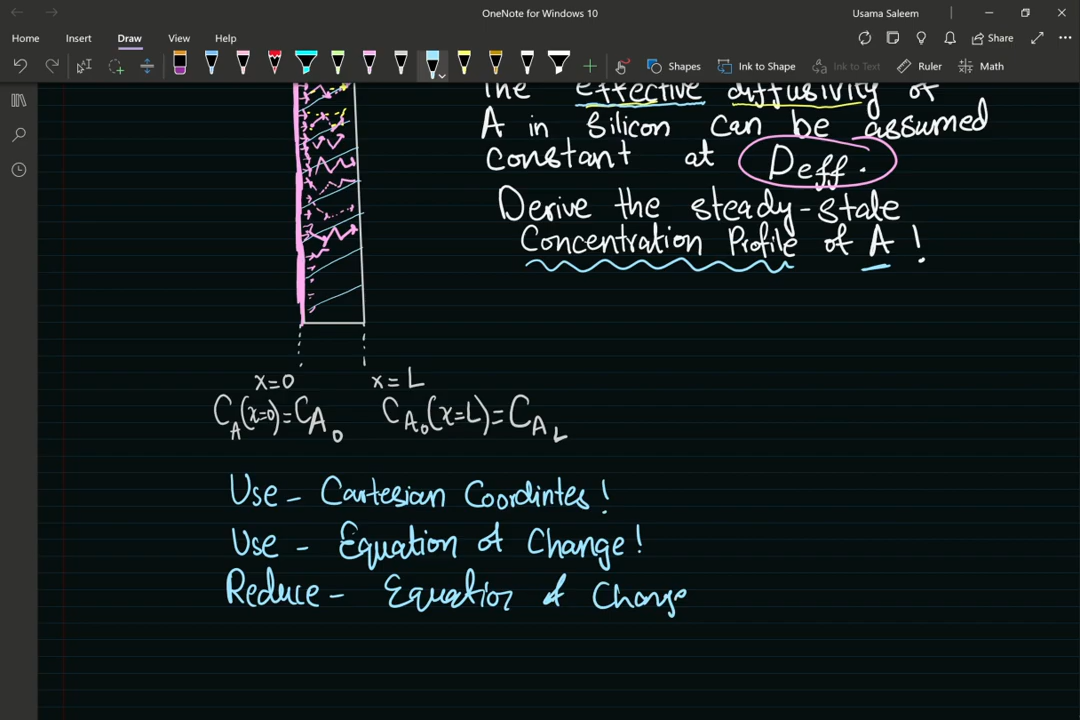 OneNote for Windows 10
Usama Saleem
Home Insert Draw View Help
Share
Shapes Ink to Shape Ink to Text Ruler Math
The effective diffusivity of
A in Silicon can be assumed
Constant at Deff.
Derive the steady-state
Concentration Profile of A !
x=0 x=L
CA(x=0)=CA0 CA0(x=L)=CAL
Use - Cartesian Coordintes!
Use - Equation of Change!
Reduce - Equation of Change